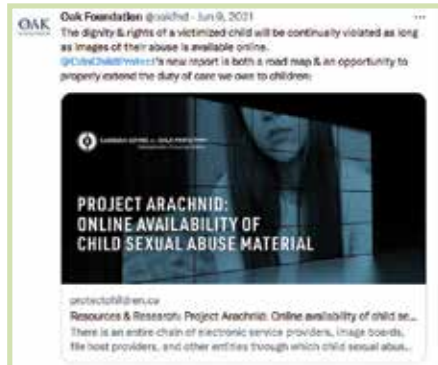 OAK
Oak Foundation @oakfnd · Jun 9, 2021
The dignity & rights of a victimized child will be continually violated as long
as images of their abuse is available online.
@CdnChildProtect's new report is both a road map & an opportunity to
properly extend the duty of care we owe to children:
PROJECT ARACHNID:
ONLINE AVAILABILITY OF
CHILD SEXUAL ABUSE MATERIAL
protectchildren.ca
Resources & Research: Project Arachnid: Online availability of child se...
There is an entire chain of electronic service providers, image boards,
file host providers, and other entities through which child sexual abus...